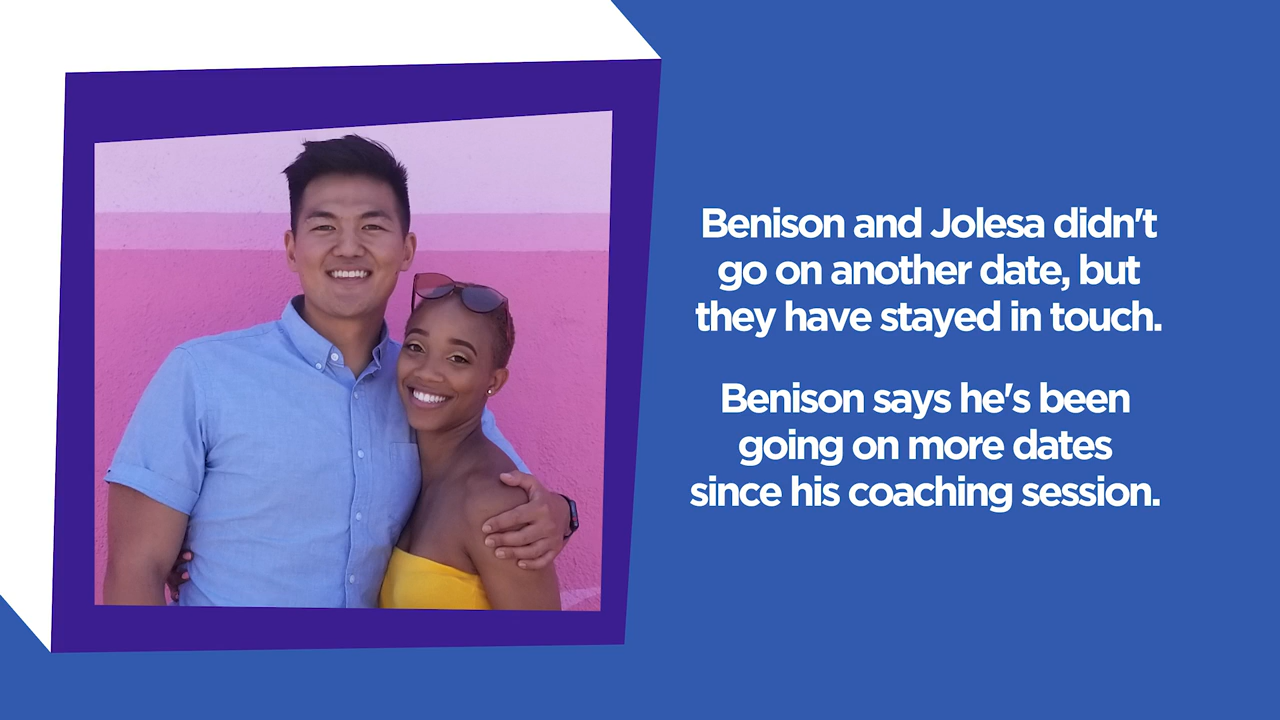 Benison and Jolesa didn't
go on another date, but
they have stayed in touch.
Benison says he's been
going on more dates
since his coaching session.